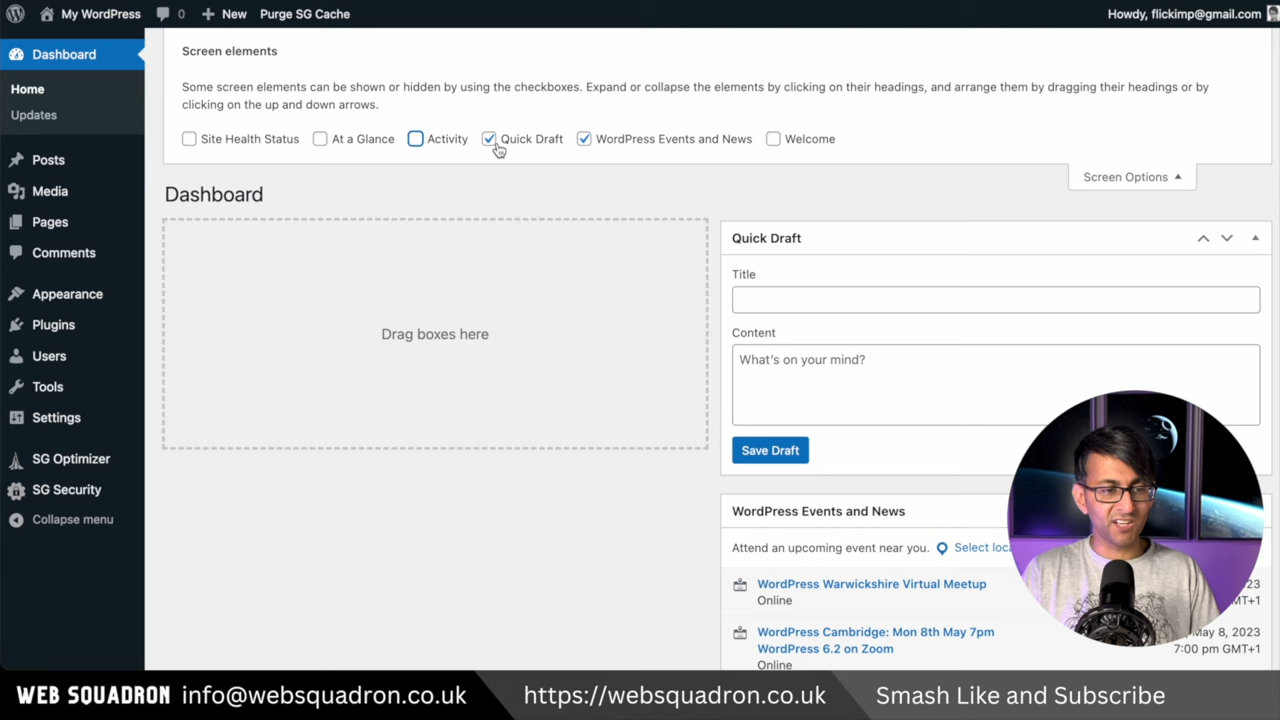 My WordPress 0 New Purge SG Cache Howdy, flickimp@gmail.com
Dashboard
Home
Updates
Posts
Media
Pages
Comments
Appearance
Plugins
Users
Tools
Settings
SG Optimizer
SG Security
Collapse menu
Screen elements
Some screen elements can be shown or hidden by using the checkboxes. Expand or collapse the elements by clicking on their headings, and arrange them by dragging their headings or by
clicking on the up and down arrows.
Site Health Status At a Glance Activity Quick Draft WordPress Events and News Welcome
Screen Options
Dashboard
Drag boxes here
Quick Draft
Title
Content
What's on your mind?
Save Draft
WordPress Events and News
Attend an upcoming event near you. Select
WordPress Warwickshire Virtual Meetup
Online
WordPress Cambridge: Mon 8th May 7pm May 8, 2023
WordPress 6.2 on Zoom 7:00 pm GMT+1
Online
WEB SQUADRON info@websquadron.co.uk https://websquadron.co.uk Smash Like and Subscribe